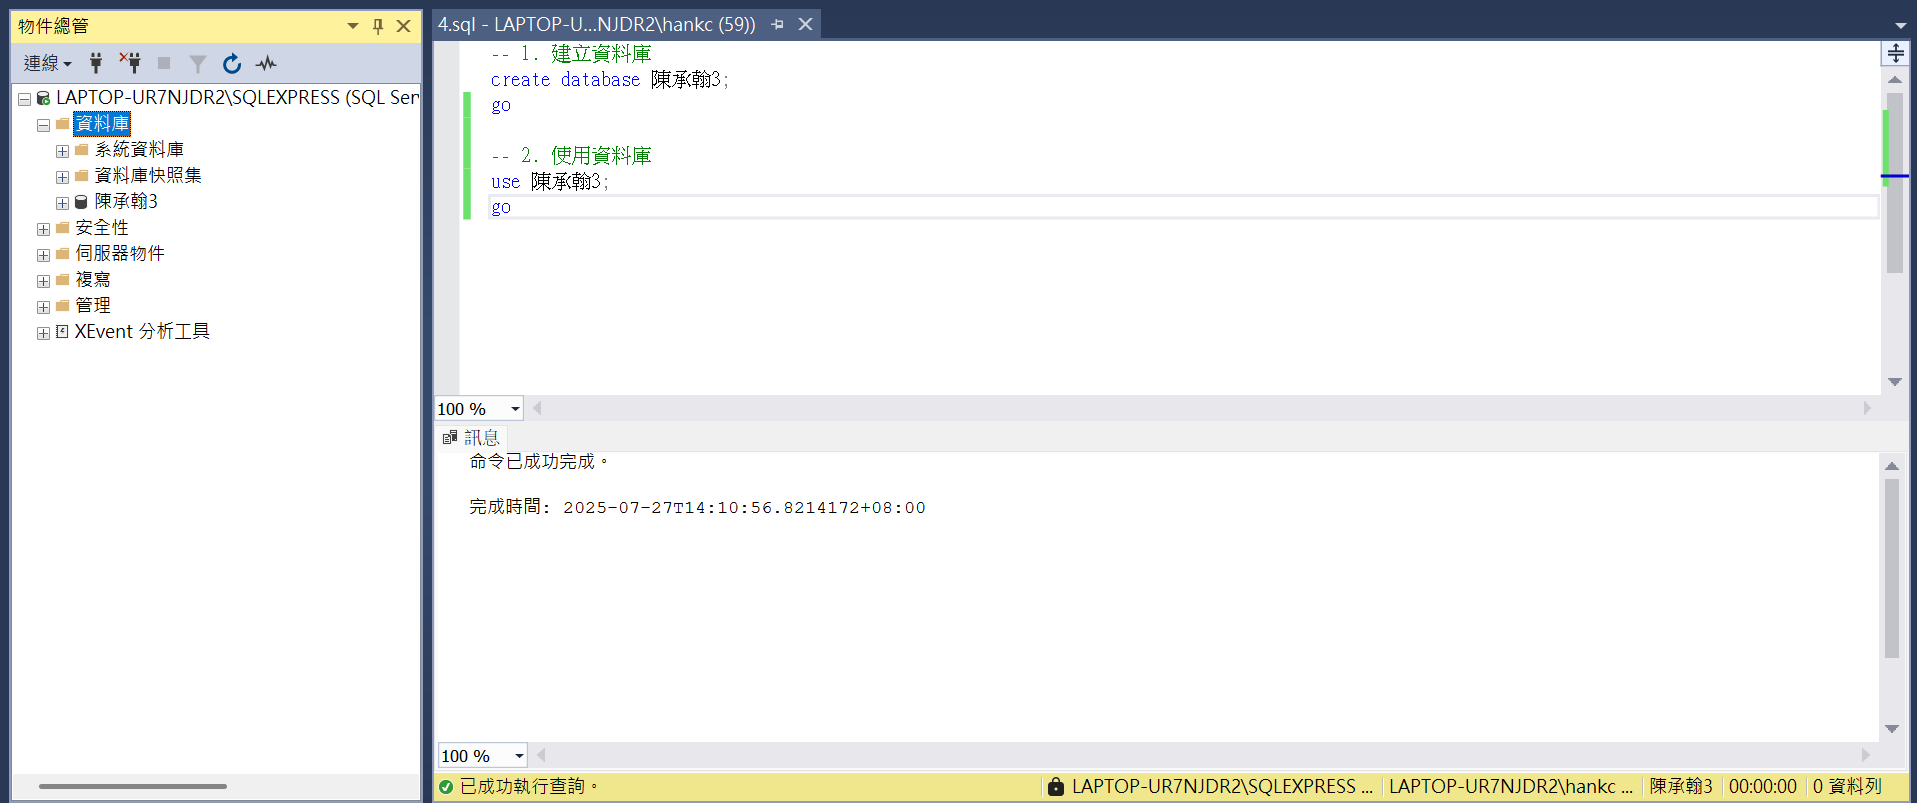 物件總管
連線
LAPTOP-UR7NJDR2\SQLEXPRESS (SQL Ser
資料庫
系統資料庫
資料庫快照集
陳承翰3
安全性
伺服器物件
複寫
管理
XEvent 分析工具
4.sql - LAPTOP-U...NJDR2\hankc (59))
-- 1. 建立資料庫
create database 陳承翰3;
go
-- 2. 使用資料庫
use 陳承翰3;
go
100 %
訊息
命令已成功完成。
完成時間: 2025-07-27T14:10:56.8214172+08:00
100 %
已成功執行查詢。 LAPTOP-UR7NJDR2\SQLEXPRESS ... LAPTOP-UR7NJDR2\hankc ... 陳承翰3 00:00:00 0 資料列